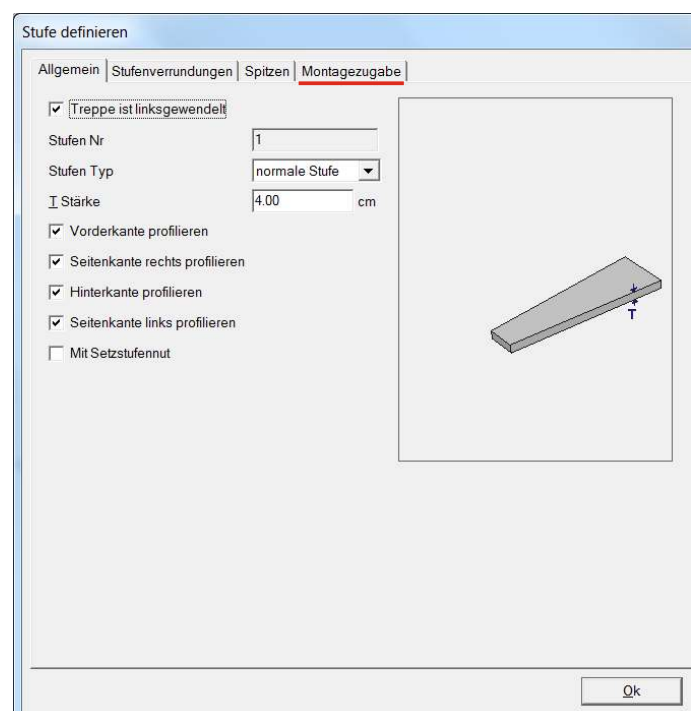 Stufe definieren
Allgemein Stufenverrundungen Spitzen Montagezugabe
Treppe ist linksgewendelt
Stufen Nr 1
Stufen Typ normale Stufe
T Stärke 4.00 cm
Vorderkante profilieren
Seitenkante rechts profilieren
Hinterkante profilieren
Seitenkante links profilieren
Mit Setzstufennut
T
Ok